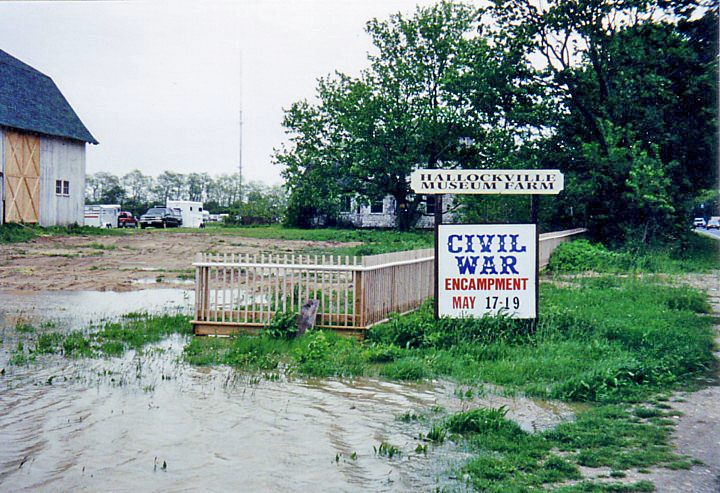 HALLOCKVILLE
MUSEUM FARM
CIVIL
WAR
ENCAMPMENT
MAY 17-19